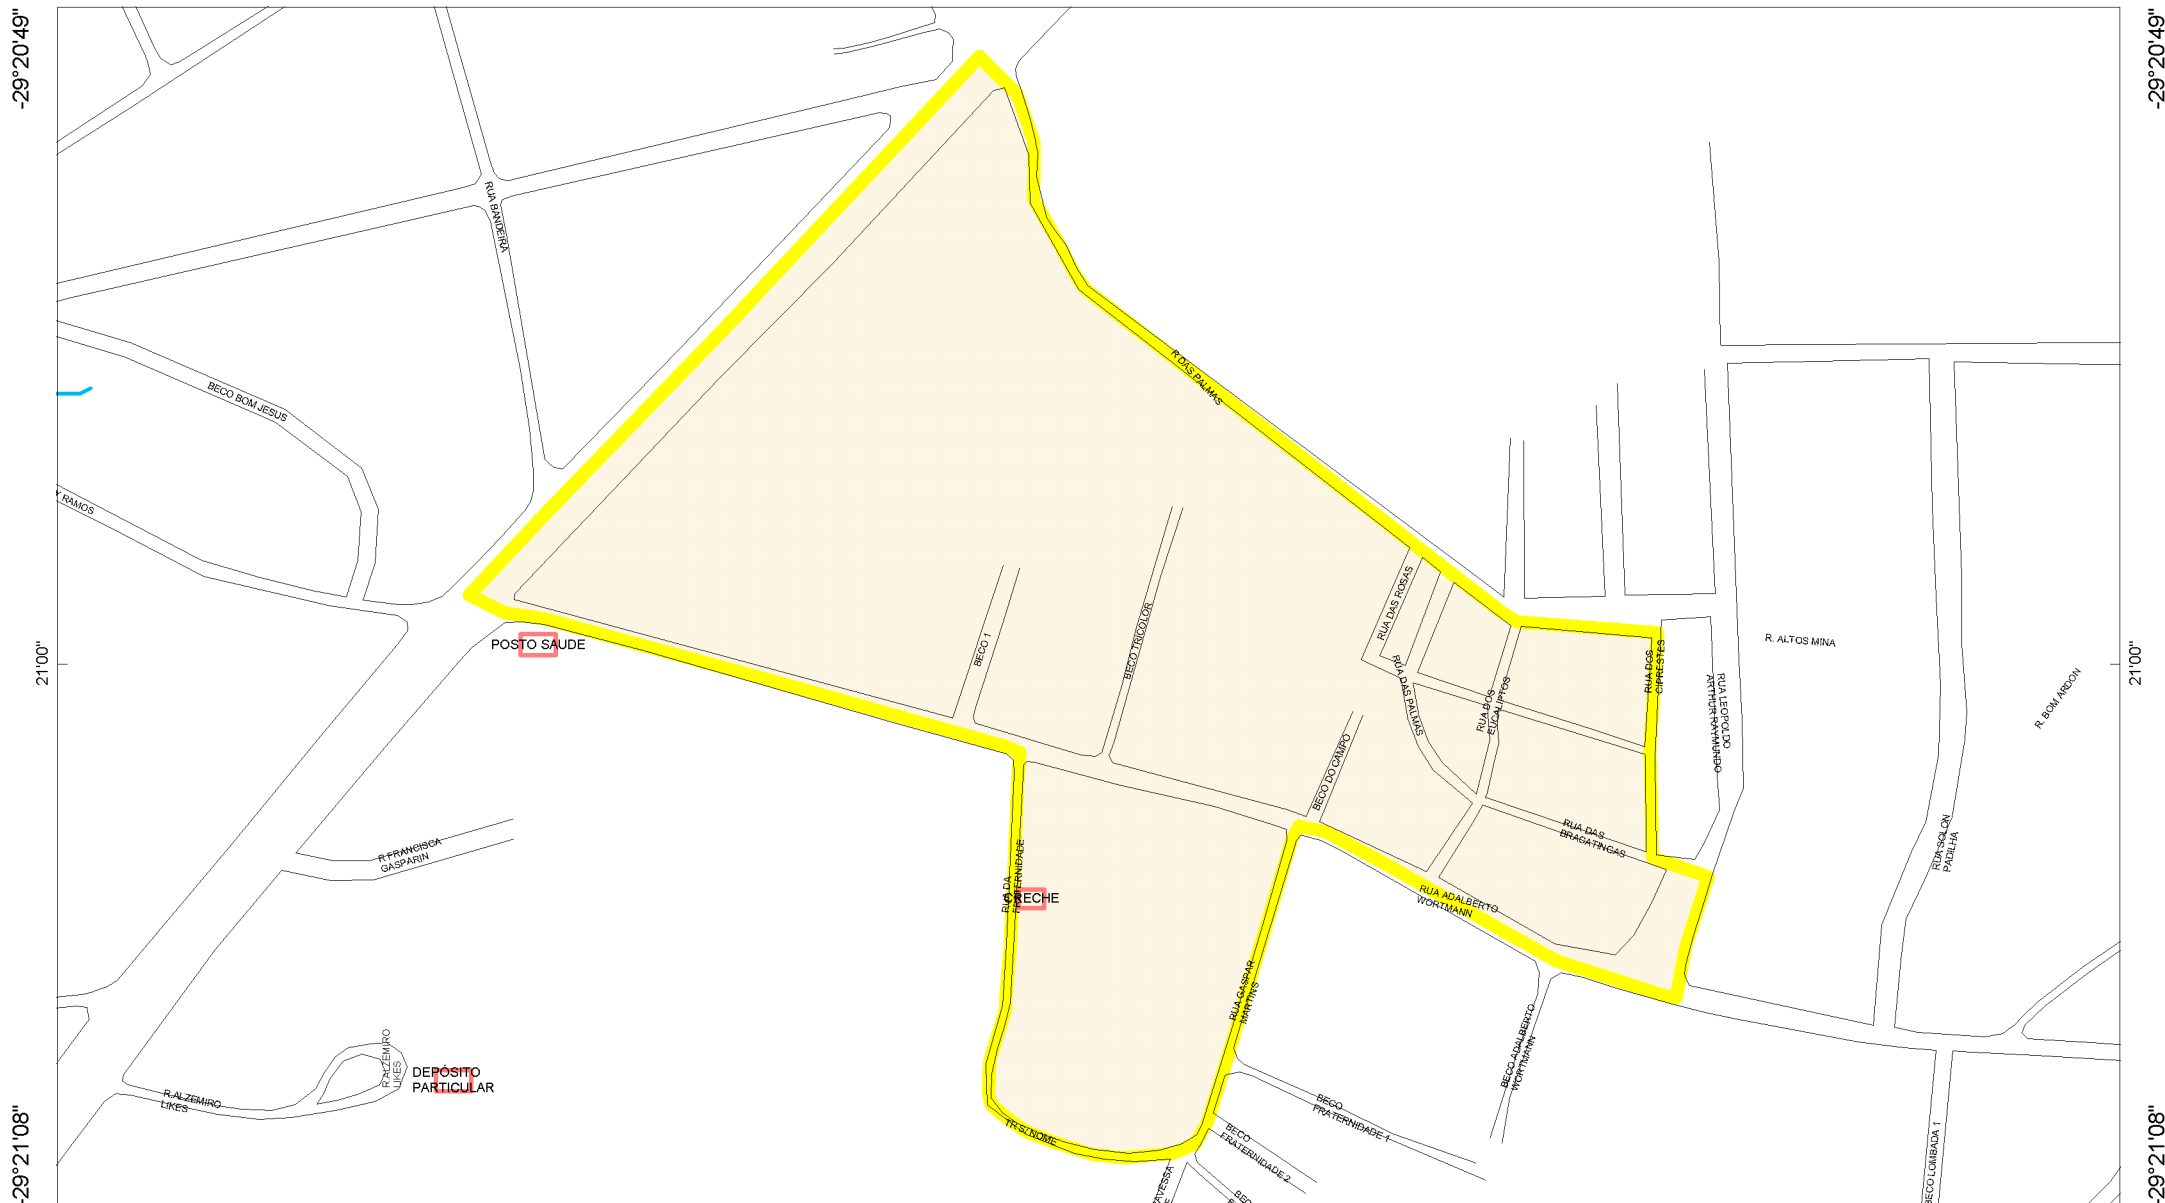 -29°20'49"
-29°20'49"
RUA BANDEIRA
R DAS PALMAS
BECO BOM JESUS
Y RAMOS
RUA DAS ROSAS
BECO 1
BECO TRICOLOR
POSTO SAUDE
21'00"
21'00"
RUA DAS PALMAS
RUA DOS
EUCALIPTOS
RUA DOS
CIPRESTES
RUA LEOPOLDO
ARTHUR RAYMUNDO
R. ALTOS MINA
R. BOM ARDON
BECO DO CAMPO
RUA DAS
BRACATINGAS
R FRANCISCA
GASPARIN
RUA DA
FRATERNIDADE
CRECHE
RUA ADALBERTO
WORTMANN
RUA SOLON
PADILHA
RUA GASPAR
MARTINS
BECO ADALBERTO
WORTMANN
R ALZEMIRO
LIKES
DEPÓSITO
PARTICULAR
R.ALZEMIRO
LIKES
TR S/ NOME
BECO
FRATERNIDADE 1
BECO
FRATERNIDADE 2
BECO LOMBADA 1
-29°21'08"
-29°21'08"